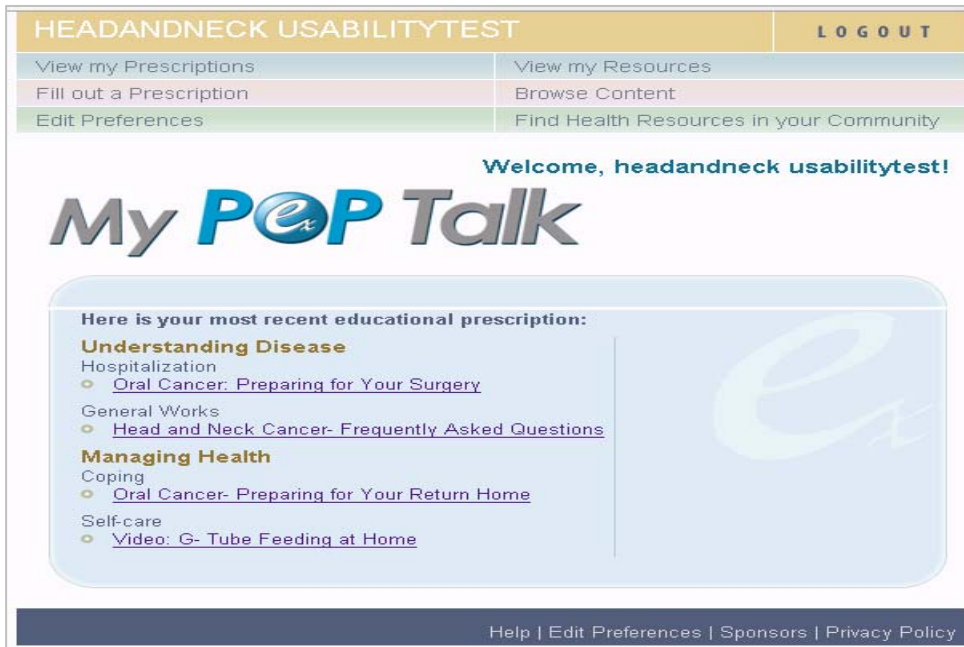 HEADANDNECK USABILITYTEST
LOGOUT
View my Prescriptions
View my Resources
Fill out a Prescription
Browse Content
Edit Preferences
Find Health Resources in your Community
Welcome, headandneck usabilitytest!
My PexP Talk
Here is your most recent educational prescription:
Understanding Disease
Hospitalization
Oral Cancer: Preparing for Your Surgery
General Works
Head and Neck Cancer- Frequently Asked Questions
Managing Health
Coping
Oral Cancer- Preparing for Your Return Home
Self-care
Video: G- Tube Feeding at Home
ex
Help | Edit Preferences | Sponsors | Privacy Policy